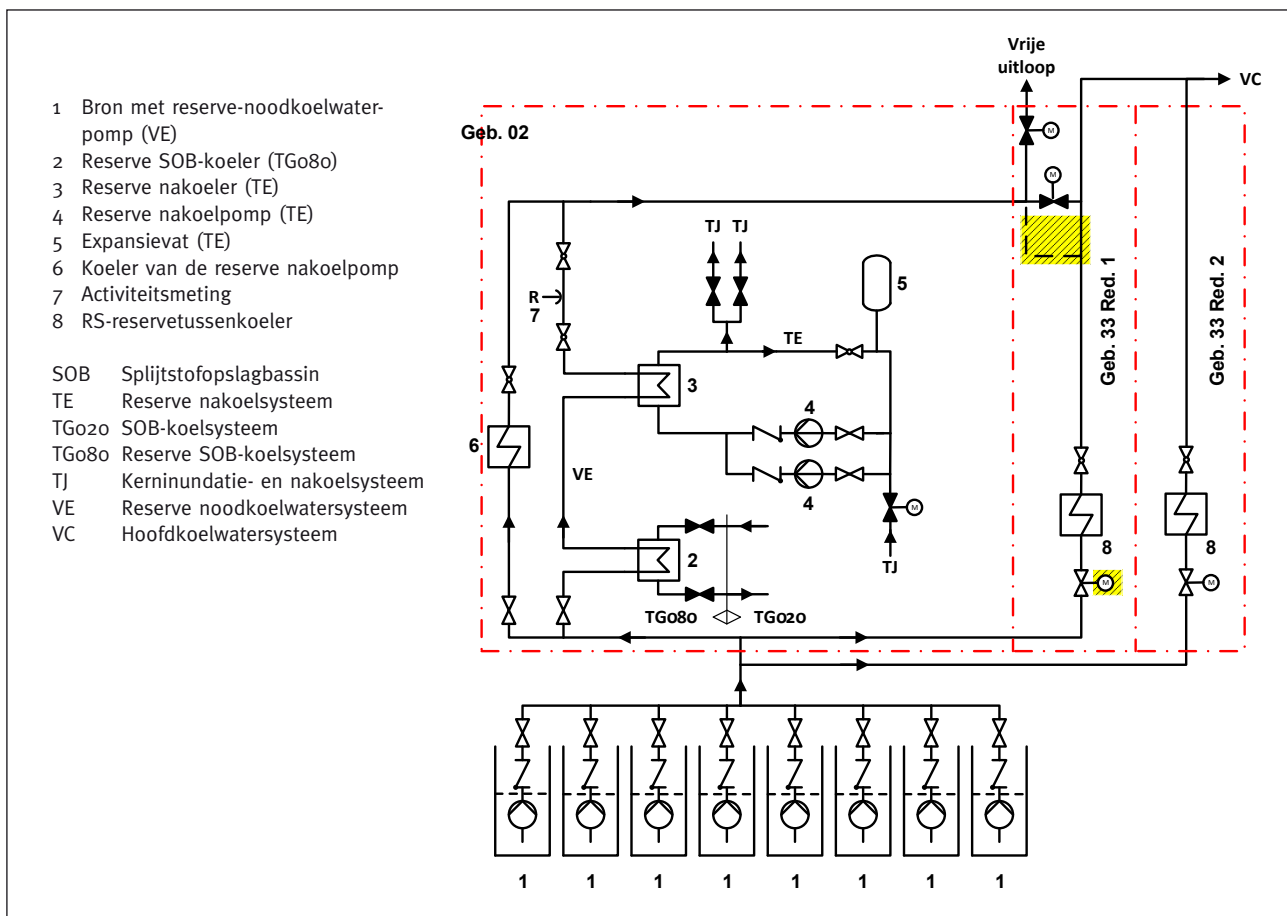 1 Bron met reserve-noodkoelwater-
pomp (VE)
2 Reserve SOB-koeler (TG080)
3 Reserve nakoeler (TE)
4 Reserve nakoelpomp (TE)
5 Expansievat (TE)
6 Koeler van de reserve nakoelpomp
7 Activiteitsmeting
8 RS-reservetussenkoeler
SOB Splijtstofopslagbassin
TE Reserve nakoelsysteem
TG020 SOB-koelsysteem
TG080 Reserve SOB-koelsysteem
TJ Kerninundatie- en nakoelsysteem
VE Reserve noodkoelwatersysteem
VC Hoofdkoelwatersysteem
Vrije
uitloop
VC
Geb. 02
M
M
TJ TJ
R
7
5
TE
3
4
4
6
VE
M
TJ
2
TG080 TG020
Geb. 33 Red. 1
Geb. 33 Red. 2
8
8
M
M
1 1 1 1 1 1 1 1